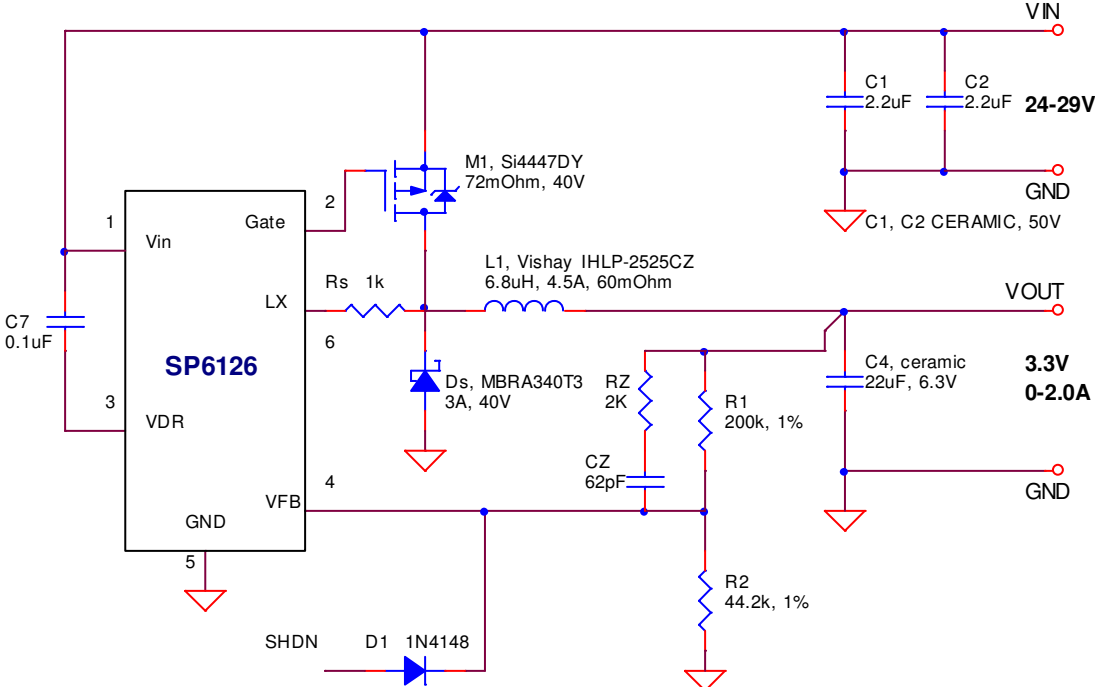 VIN
C1
2.2uF
C2
2.2uF
24-29V
GND
C1, C2 CERAMIC, 50V
M1, Si4447DY
72mOhm, 40V
1
Vin
Gate
2
LX
6
Rs 1k
L1, Vishay IHLP-2525CZ
6.8uH, 4.5A, 60mOhm
VOUT
C7
0.1uF
SP6126
3
VDR
Ds, MBRA340T3
3A, 40V
RZ
2K
R1
200k, 1%
C4, ceramic
22uF, 6.3V
3.3V
0-2.0A
CZ
62pF
4
VFB
GND
5
GND
R2
44.2k, 1%
SHDN
D1 1N4148